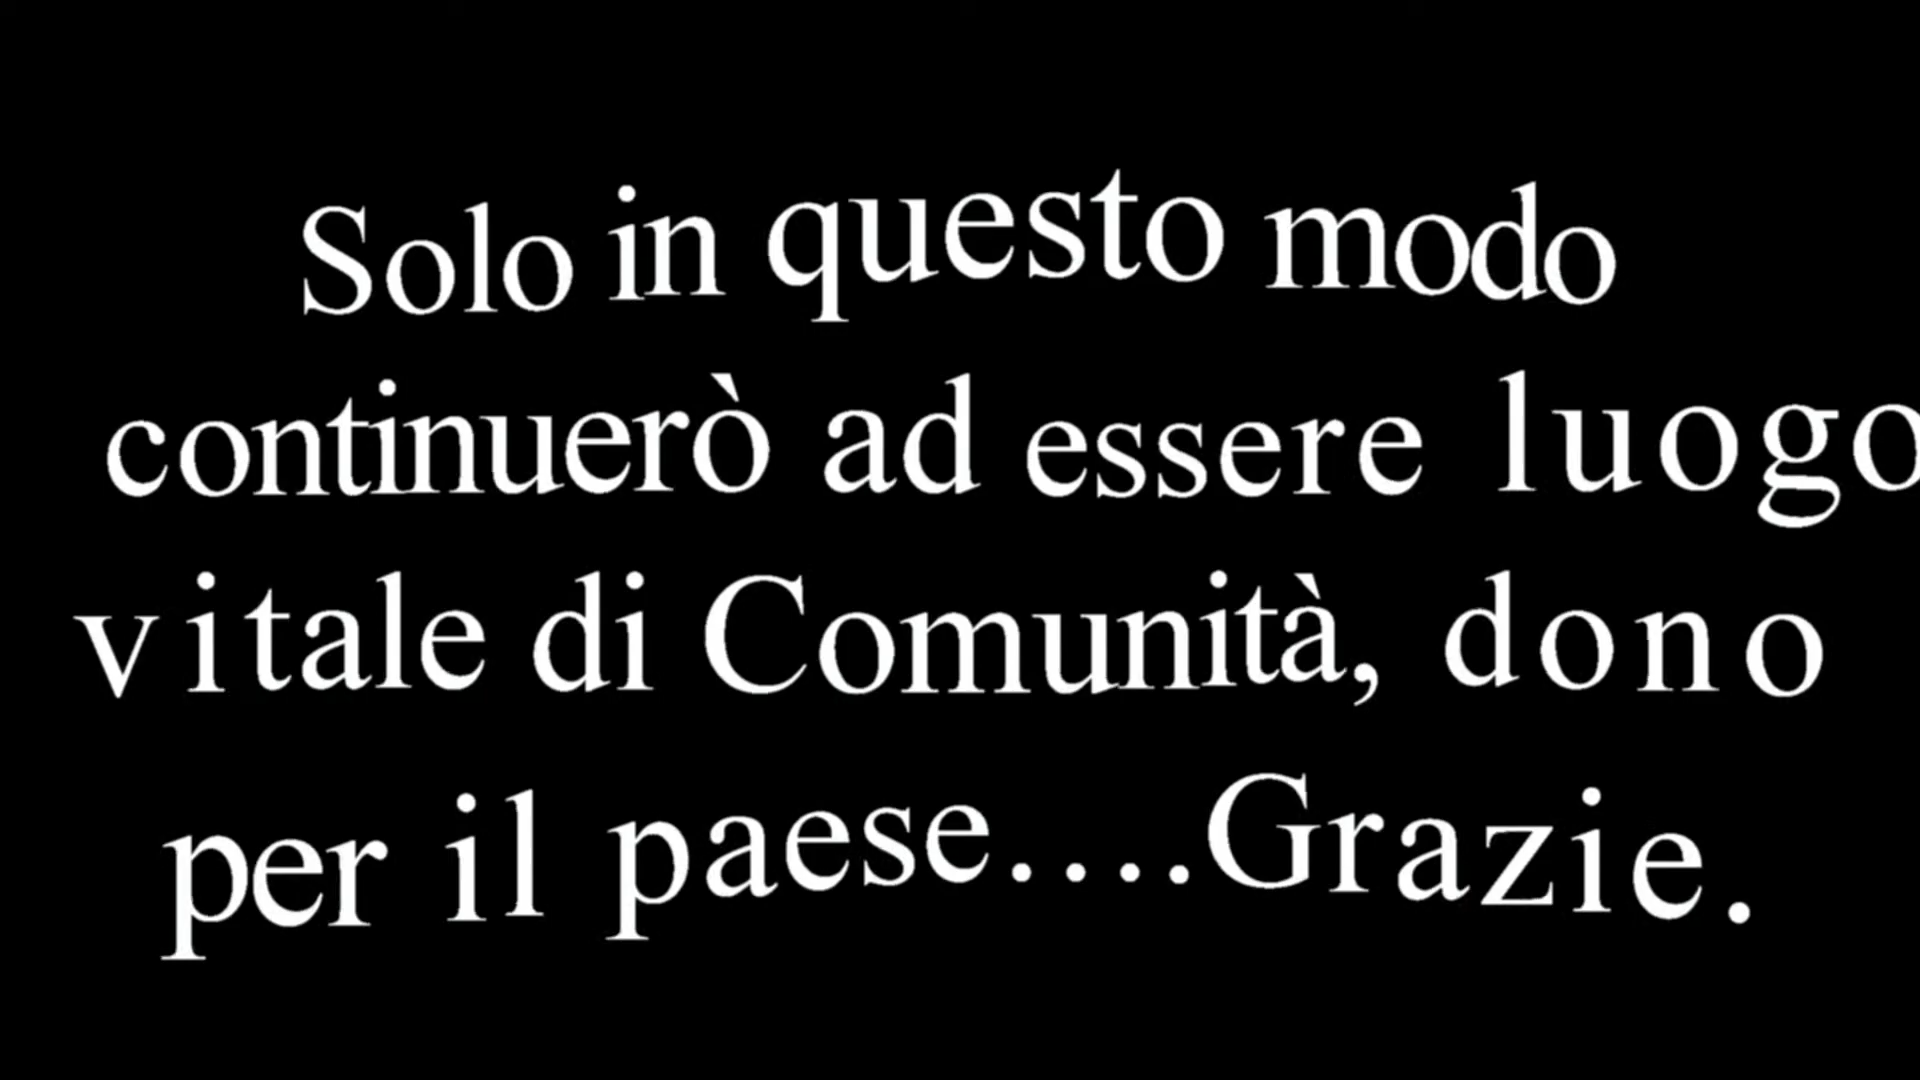 Solo in questo modo
continuerò ad essere luogo
vitale di Comunità, dono
per il paese....Grazie.